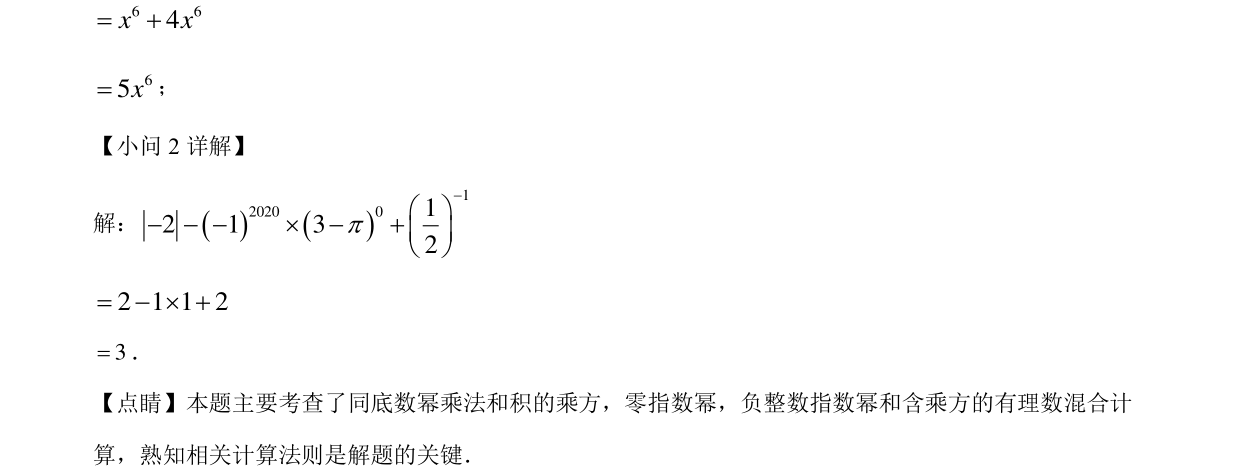 = x⁶ + 4x⁶
= 5x⁶；
【小问 2 详解】
解：|−2| − (−1)²⁰²⁰ × (3 − π)⁰ + (1/2)⁻¹
= 2 − 1×1 + 2
= 3．
【点睛】本题主要考查了同底数幂乘法和积的乘方，零指数幂，负整数指数幂和含乘方的有理数混合计
算，熟知相关计算法则是解题的关键．